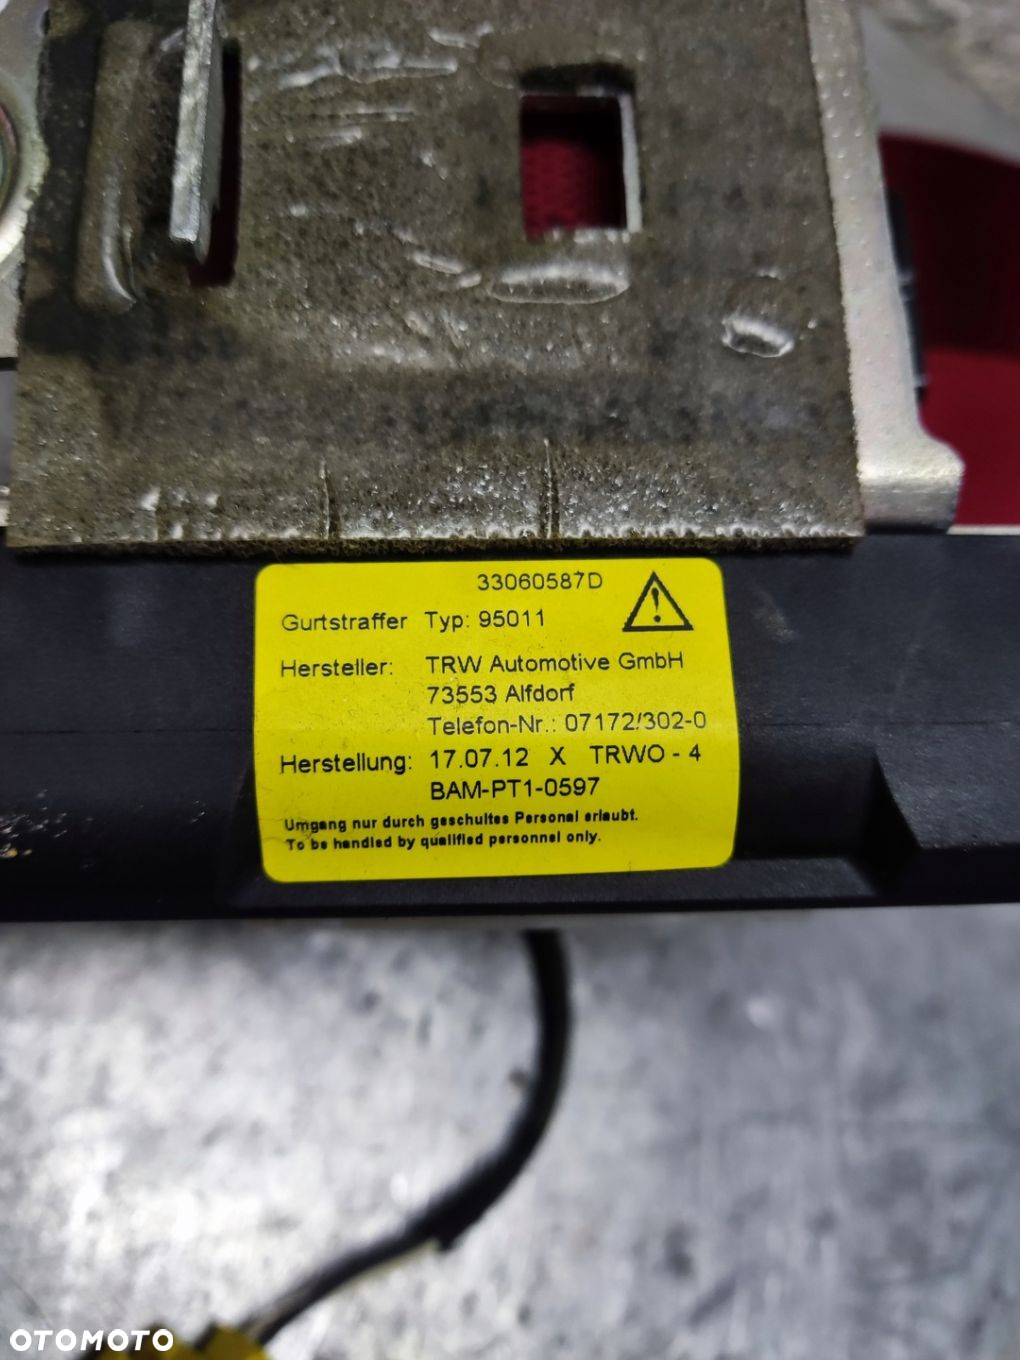 33060587D
Gurtstraffer Typ: 95011
Hersteller: TRW Automotive GmbH
73553 Alfdorf
Telefon-Nr.: 07172/302-0
Herstellung: 17.07.12 X TRWO - 4
BAM-PT1-0597
Umgang nur durch geschultes Personal erlaubt.
To be handled by qualified personnel only.
OTOMOTO